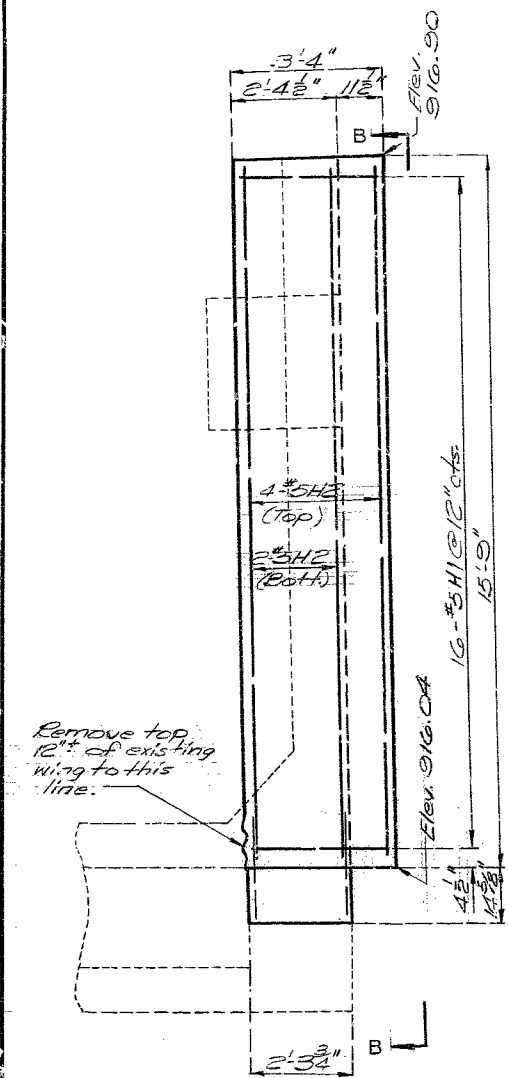 3'-4"
2'-4½" 11½"
Elev.
916.90
B
4-#5H2
(Top)
2-#5H2
(Bott.)
16-#5H1@12"cts.
15'-9"
Remove top
12"± of existing
wing to this
line.
Elev. 916.04
4½"
14⅝"
B
2'-3¾"